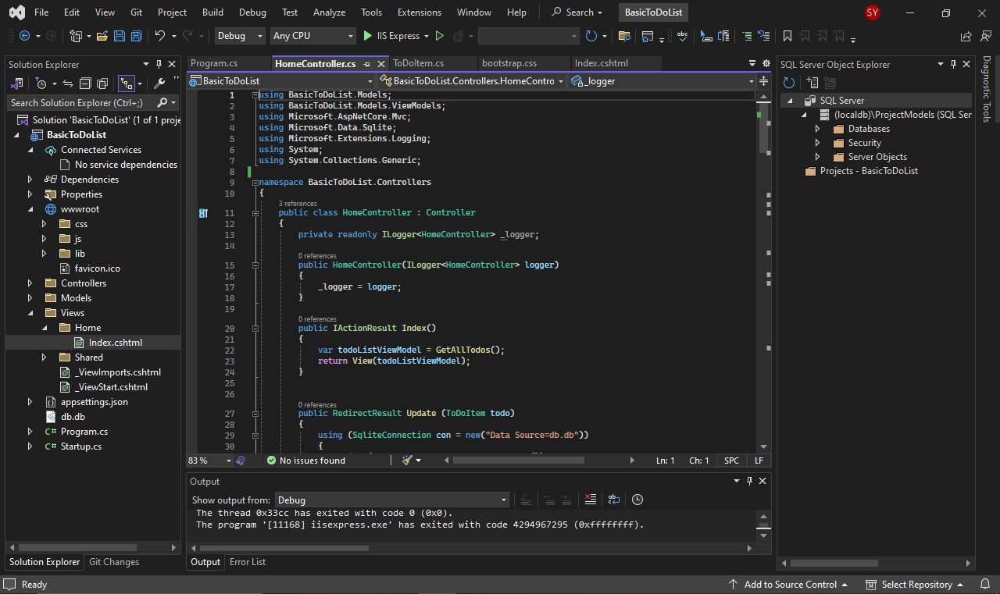 File Edit View Git Project Build Debug Test Analyze Tools Extensions Window Help Search BasicToDoList SY
Debug Any CPU IIS Express
Solution Explorer
Search Solution Explorer (Ctrl+;)
Solution 'BasicToDoList' (1 of 1 proje
BasicToDoList
Connected Services
No service dependencies
Dependencies
Properties
wwwroot
css
js
lib
favicon.ico
Controllers
Models
Views
Home
Index.cshtml
Shared
_ViewImports.cshtml
_ViewStart.cshtml
appsettings.json
db.db
C# Program.cs
C# Startup.cs
Solution Explorer Git Changes
Program.cs HomeController.cs ToDoItem.cs bootstrap.css Index.cshtml
BasicToDoList BasicToDoList.Controllers.HomeContro _logger
1 using BasicToDoList.Models;
2 using BasicToDoList.Models.ViewModels;
3 using Microsoft.AspNetCore.Mvc;
4 using Microsoft.Data.Sqlite;
5 using Microsoft.Extensions.Logging;
6 using System;
7 using System.Collections.Generic;
8
9 namespace BasicToDoList.Controllers
10 {
3 references
11 public class HomeController : Controller
12 {
13 private readonly ILogger<HomeController> _logger;
14
0 references
15 public HomeController(ILogger<HomeController> logger)
16 {
17 _logger = logger;
18 }
19
0 references
20 public IActionResult Index()
21 {
22 var todoListViewModel = GetAllTodos();
23 return View(todoListViewModel);
24 }
25
26
0 references
27 public RedirectResult Update (ToDoItem todo)
28 {
29 using (SqliteConnection con = new("Data Source=db.db"))
30 {
83 % No issues found Ln: 1 Ch: 1 SPC LF
Output
Show output from: Debug
The thread 0x33cc has exited with code 0 (0x0).
The program '[11168] iisexpress.exe' has exited with code 4294967295 (0xffffffff).
Output Error List
SQL Server Object Explorer
SQL Server
(localdb)\ProjectModels (SQL Ser
Databases
Security
Server Objects
Projects - BasicToDoList
Diagnostic Tools
Ready Add to Source Control Select Repository